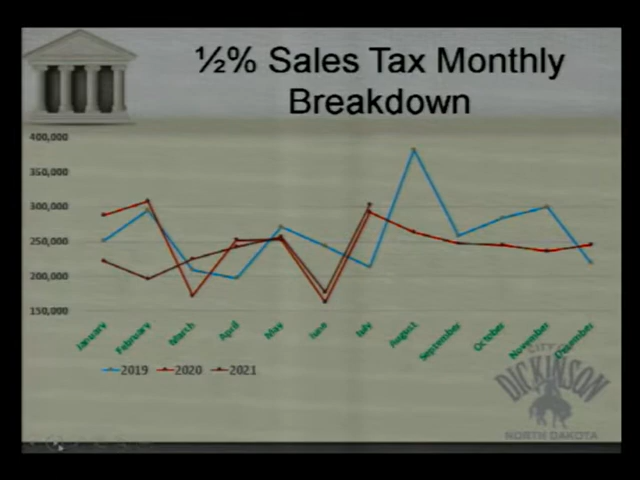 ½% Sales Tax Monthly
Breakdown
400,000
350,000
300,000
250,000
200,000
150,000
January
February
March
April
May
June
July
August
September
October
November
December
2019
2020
2021
CITY OF
DICKINSON
NORTH DAKOTA